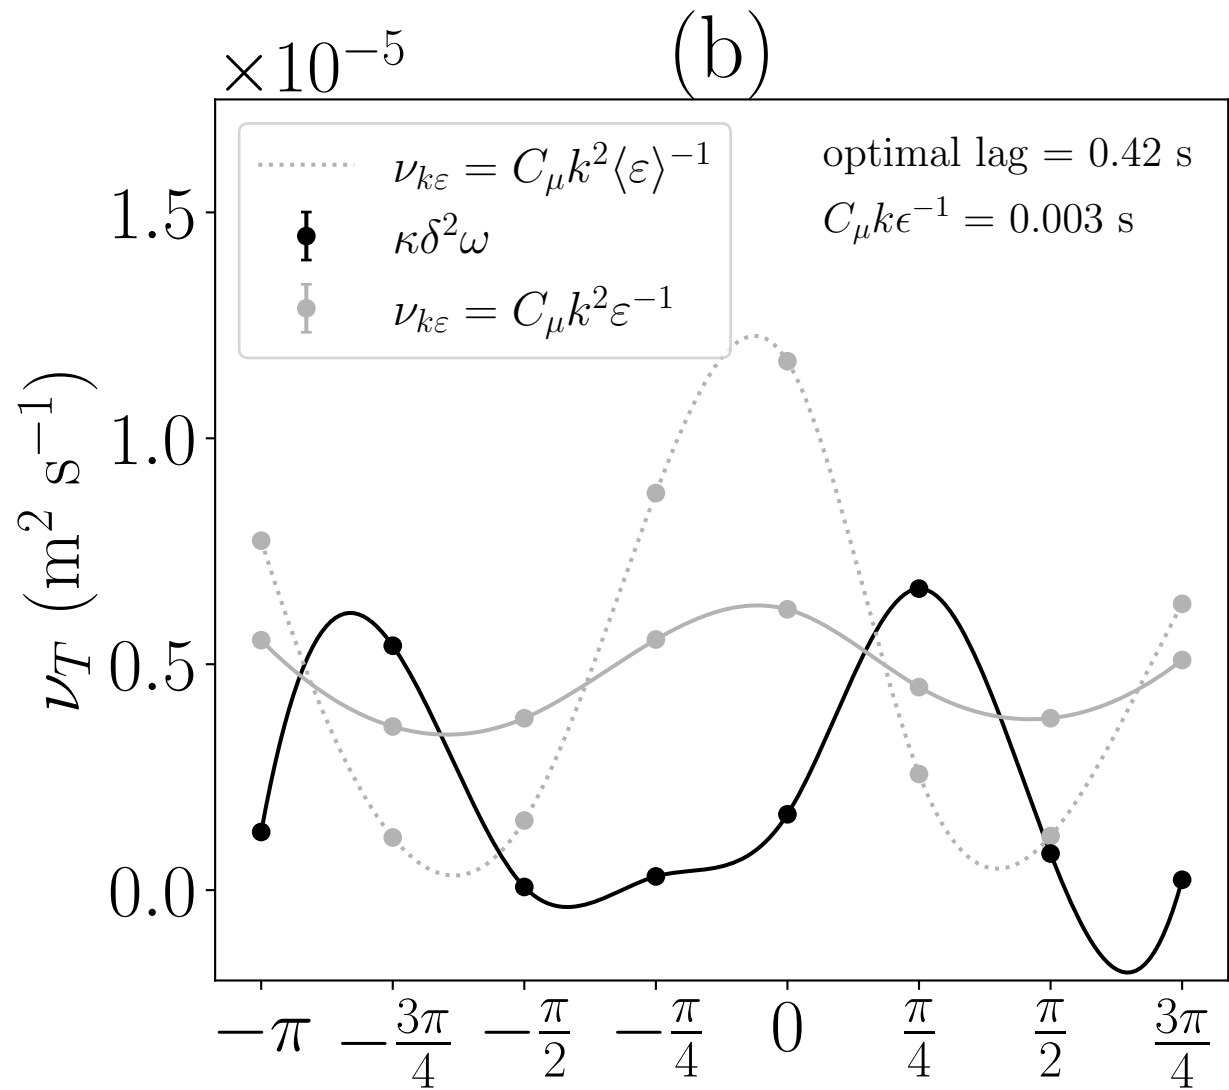 (b)
×10⁻⁵
ν_{kε} = C_μk²⟨ε⟩⁻¹
κδ²ω
ν_{kε} = C_μk²ε⁻¹
optimal lag = 0.42 s
C_μkϵ⁻¹ = 0.003 s
ν_T (m² s⁻¹)
1.5
1.0
0.5
0.0
−π −3π/4 −π/2 −π/4 0 π/4 π/2 3π/4